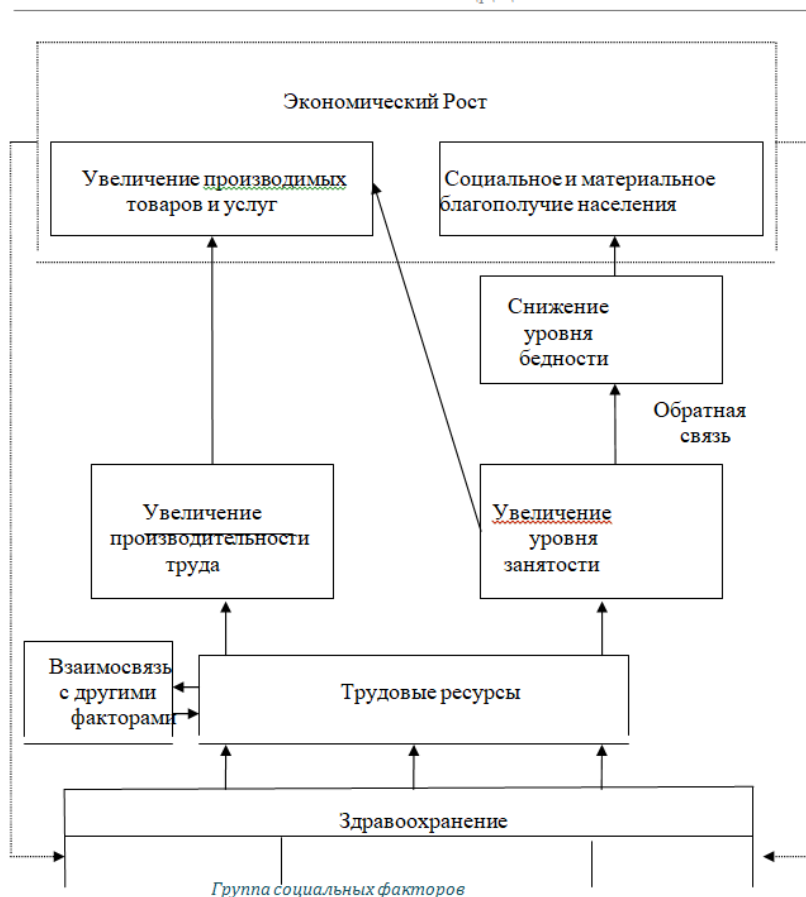 Экономический Рост
Увеличение производимых
товаров и услуг
Социальное и материальное
благополучие населения
Снижение
уровня
бедности
Обратная
связь
Увеличение
производительности
труда
Увеличение
уровня
занятости
Взаимосвязь
с другими
факторами
Трудовые ресурсы
Здравоохранение
Группа социальных факторов